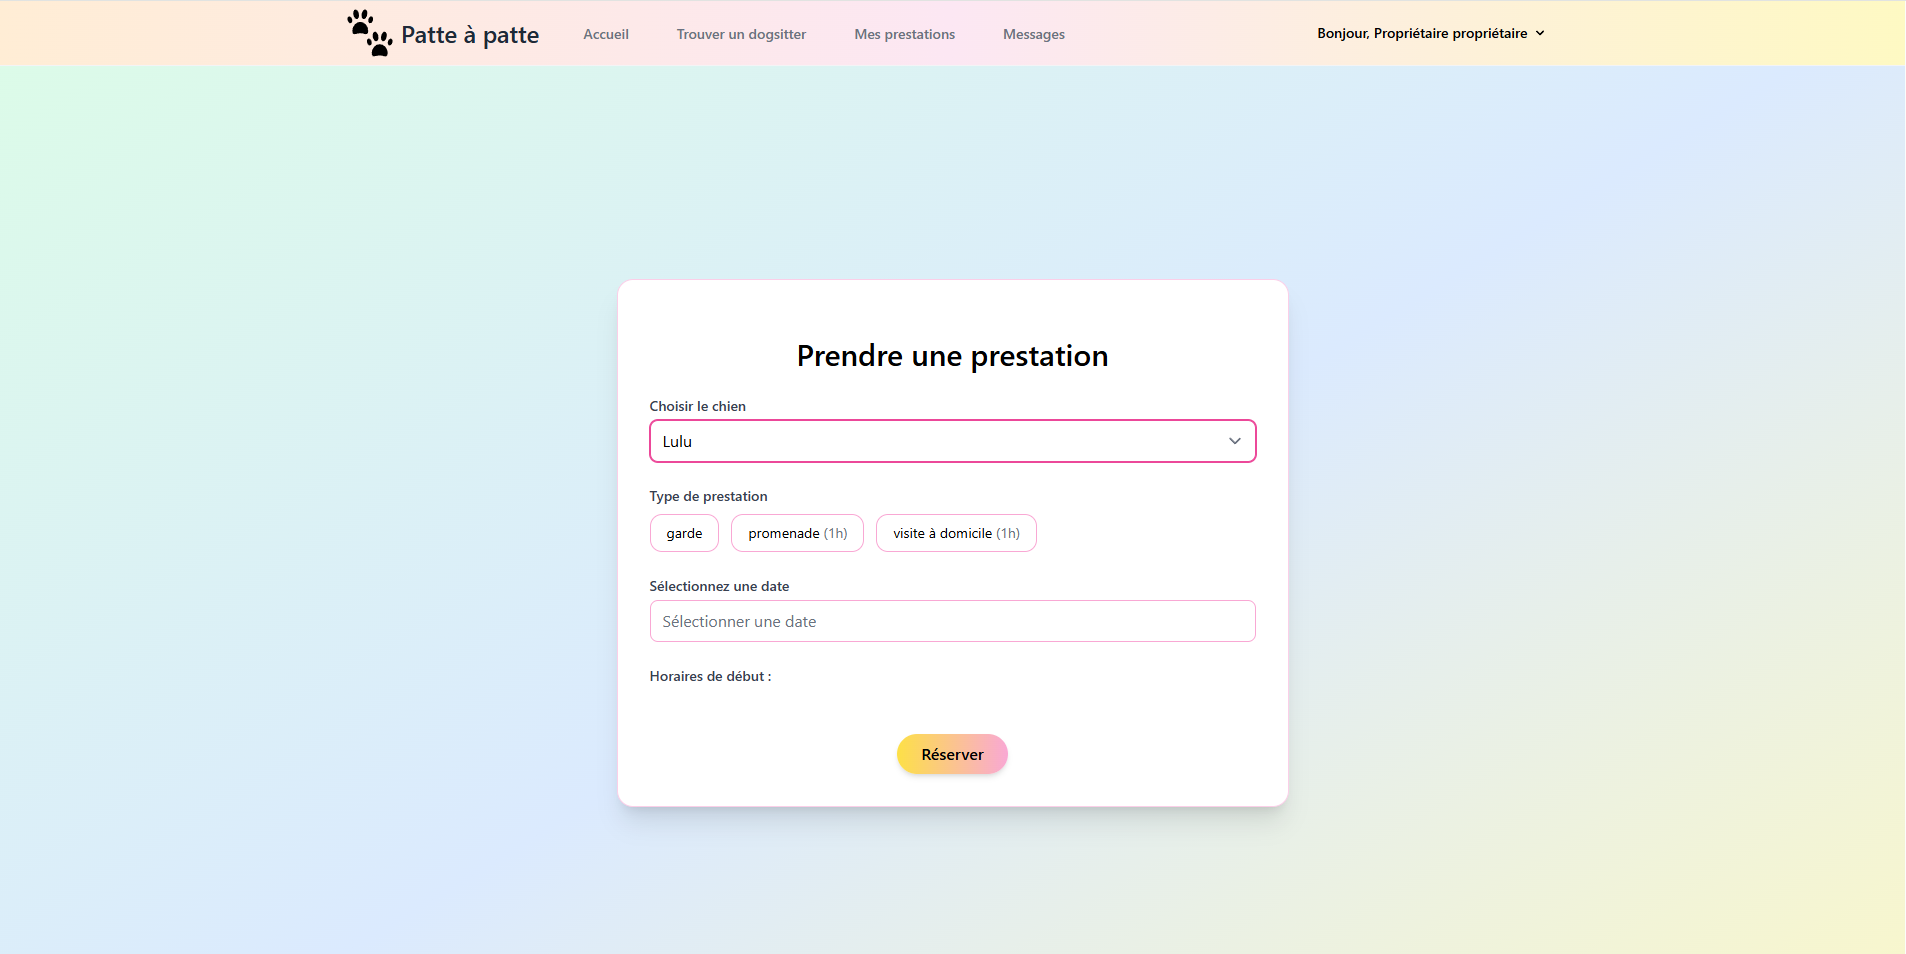 Patte à patte
Accueil
Trouver un dogsitter
Mes prestations
Messages
Bonjour, Propriétaire propriétaire
Prendre une prestation
Choisir le chien
Lulu
Type de prestation
garde
promenade (1h)
visite à domicile (1h)
Sélectionnez une date
Sélectionner une date
Horaires de début :
Réserver